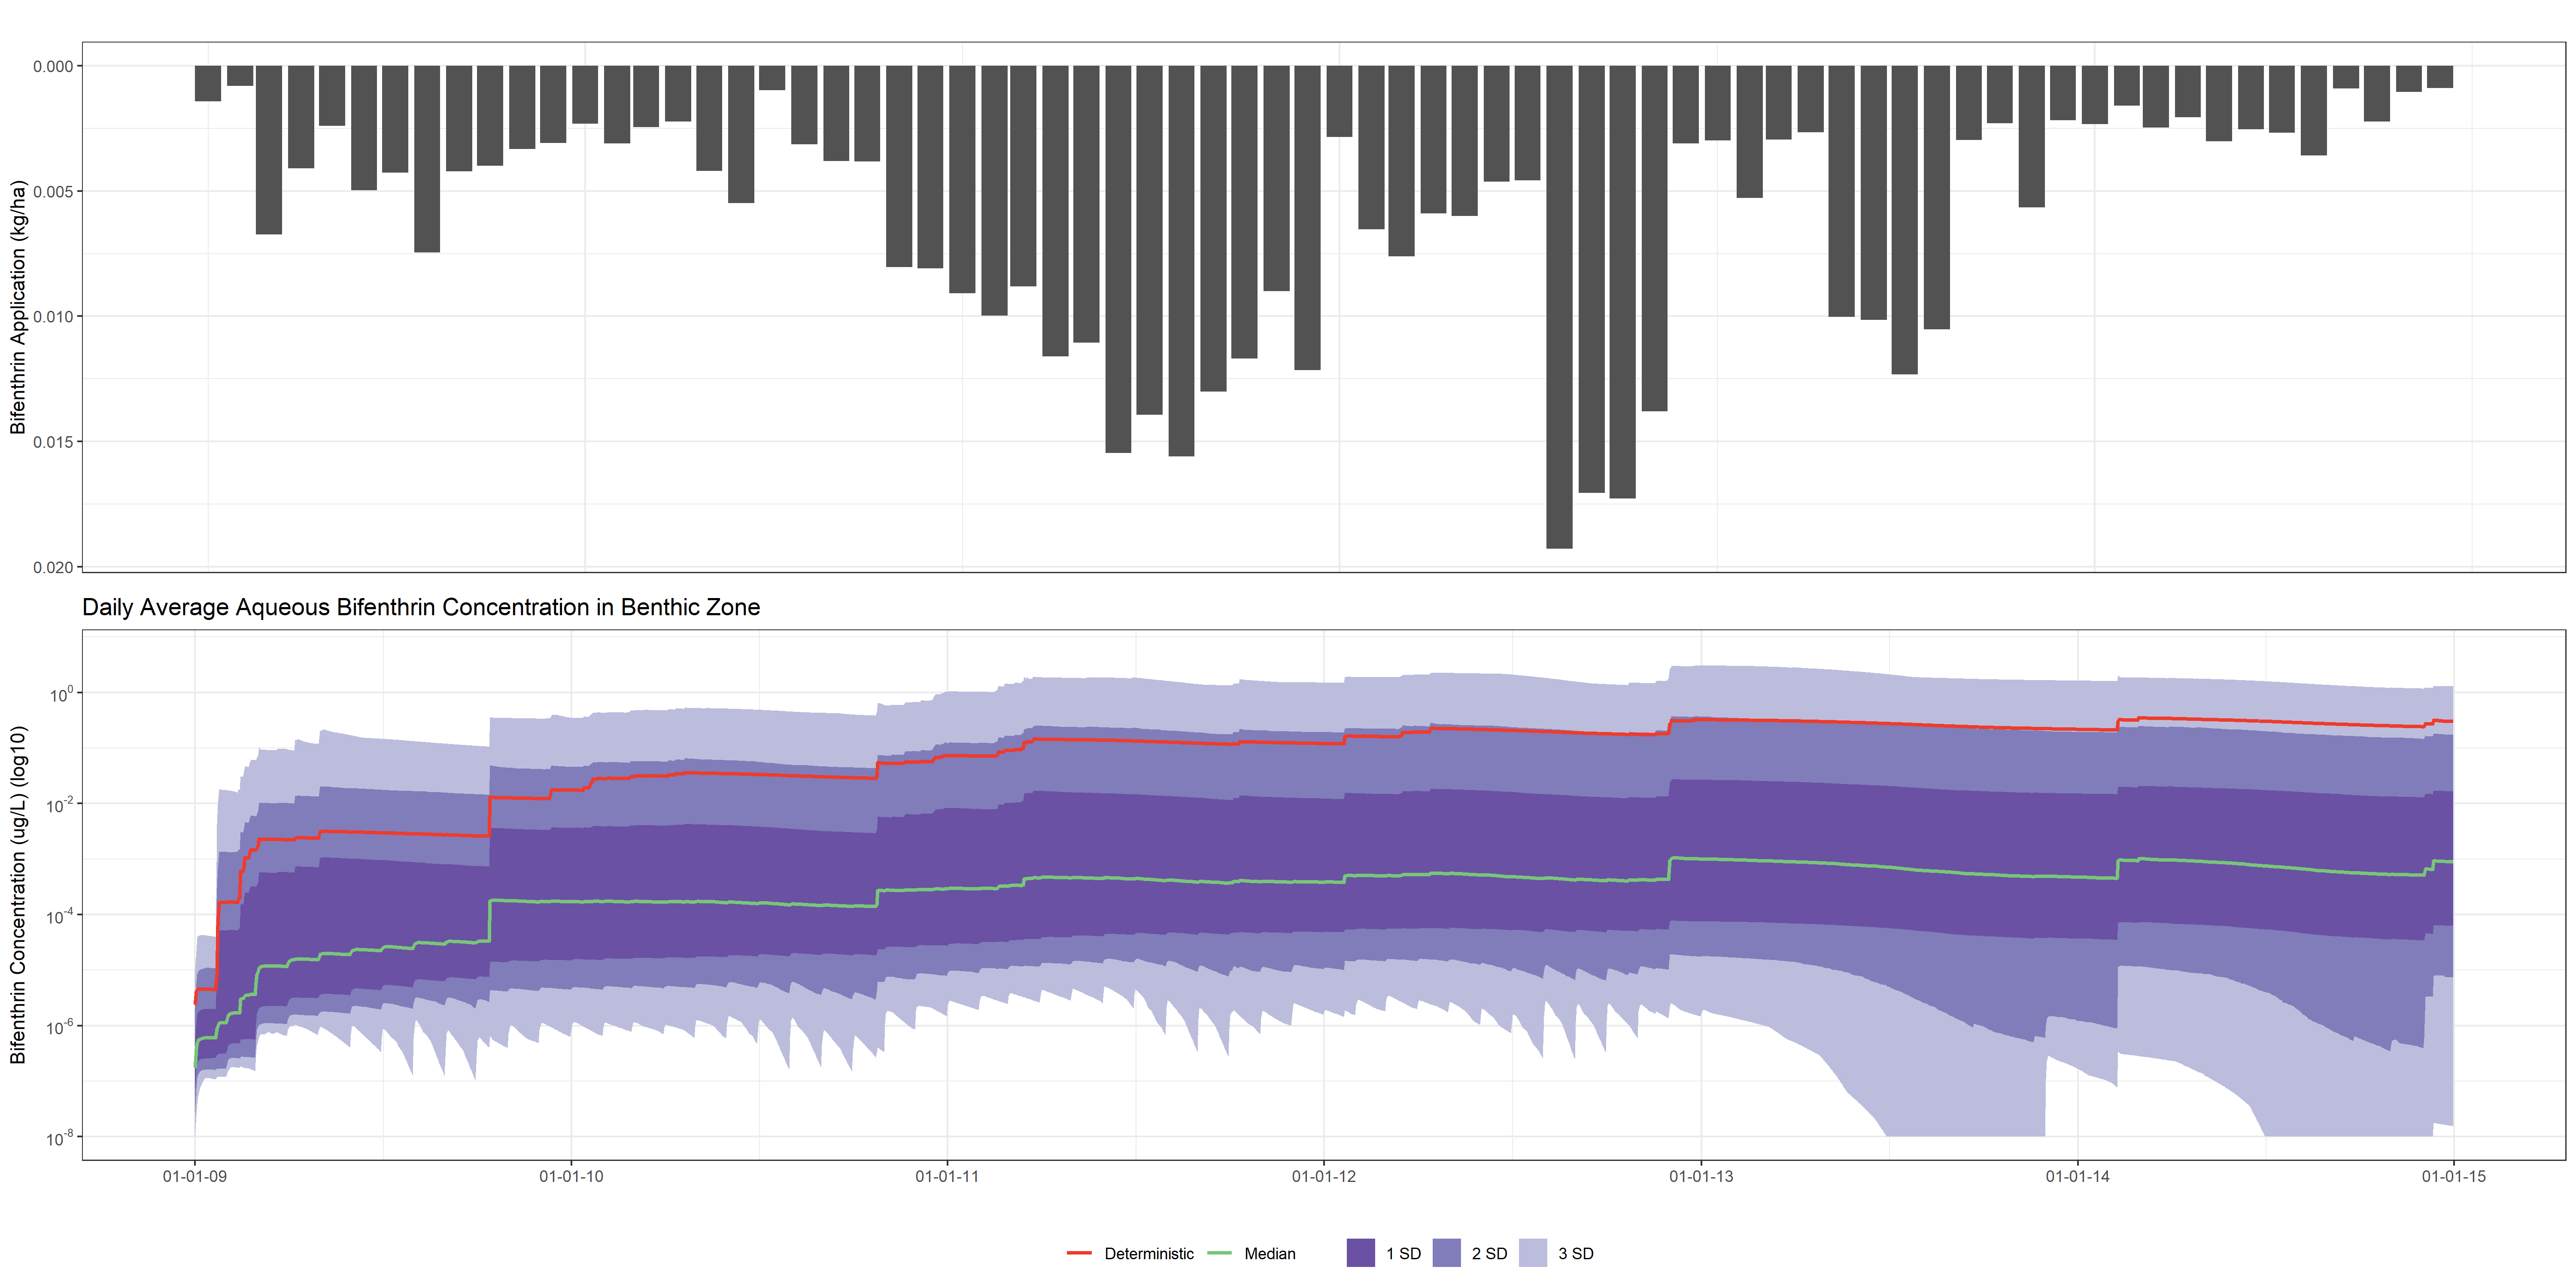 Bifenthrin Application (kg/ha)
0.000
0.005
0.010
0.015
0.020
Daily Average Aqueous Bifenthrin Concentration in Benthic Zone
Bifenthrin Concentration (ug/L) (log10)
10^0
10^-2
10^-4
10^-6
10^-8
01-01-09 01-01-10 01-01-11 01-01-12 01-01-13 01-01-14 01-01-15
Deterministic Median 1 SD 2 SD 3 SD